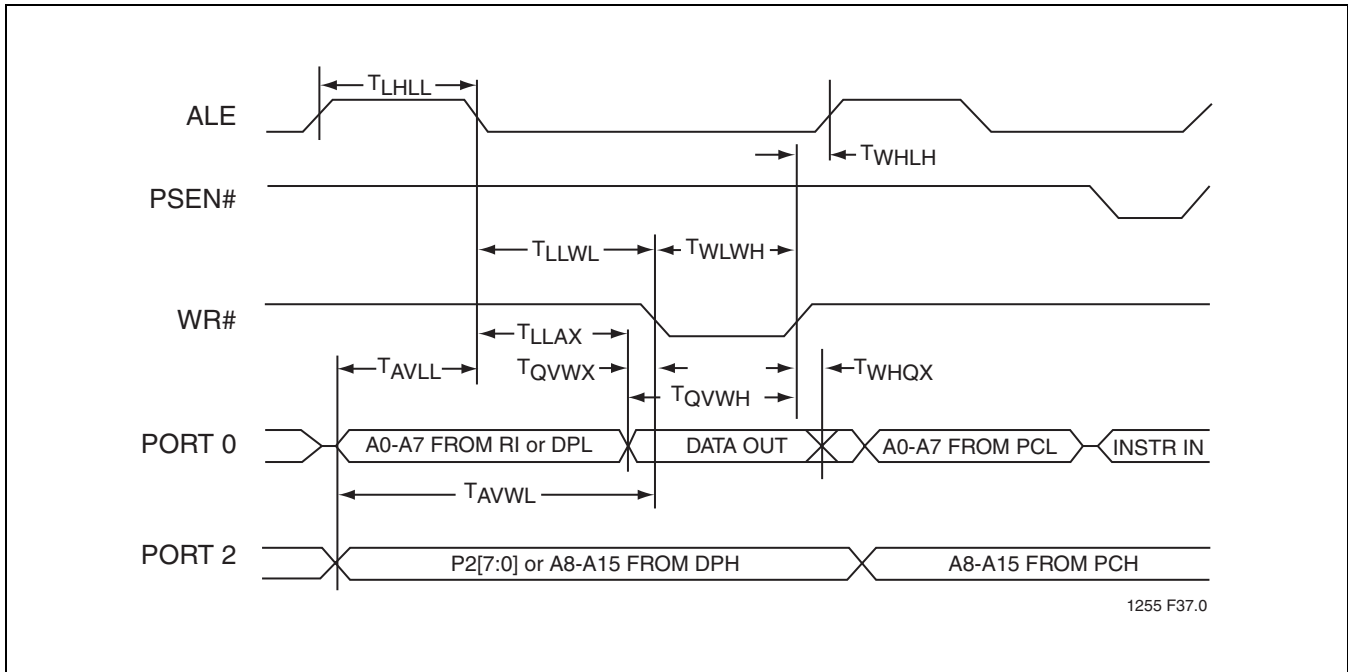 TLHLL
ALE
TWHLH
PSEN#
TLLWL
TWLWH
WR#
TLLAX
TAVLL
TQVWX
TWHQX
TQVWH
PORT 0
A0-A7 FROM RI or DPL
DATA OUT
A0-A7 FROM PCL
INSTR IN
TAVWL
PORT 2
P2[7:0] or A8-A15 FROM DPH
A8-A15 FROM PCH
1255 F37.0